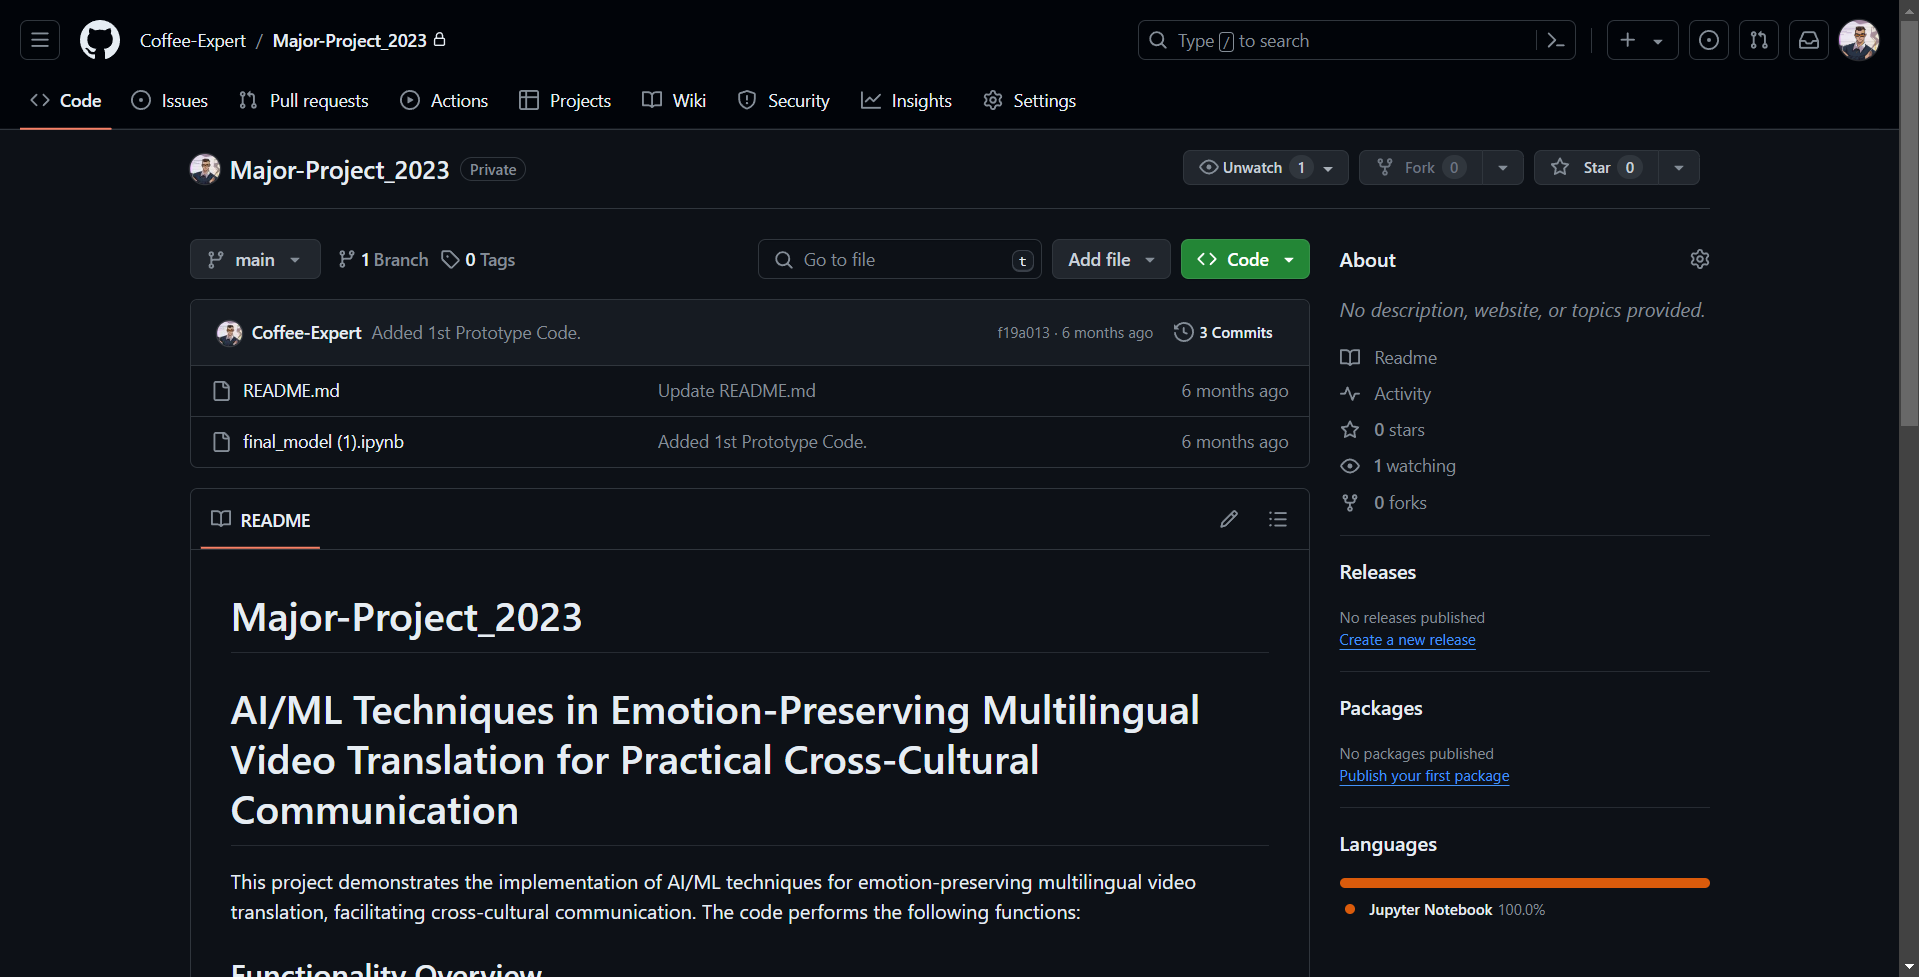 Coffee-Expert / Major-Project_2023
Type / to search
Code Issues Pull requests Actions Projects Wiki Security Insights Settings
Major-Project_2023 Private
Unwatch 1 Fork 0 Star 0
main 1 Branch 0 Tags
Go to file t Add file Code
Coffee-Expert Added 1st Prototype Code. f19a013 · 6 months ago 3 Commits
README.md Update README.md 6 months ago
final_model (1).ipynb Added 1st Prototype Code. 6 months ago
README
Major-Project_2023
AI/ML Techniques in Emotion-Preserving Multilingual
Video Translation for Practical Cross-Cultural
Communication
This project demonstrates the implementation of AI/ML techniques for emotion-preserving multilingual video
translation, facilitating cross-cultural communication. The code performs the following functions:
Functionality Overview
About
No description, website, or topics provided.
Readme
Activity
0 stars
1 watching
0 forks
Releases
No releases published
Create a new release
Packages
No packages published
Publish your first package
Languages
Jupyter Notebook 100.0%